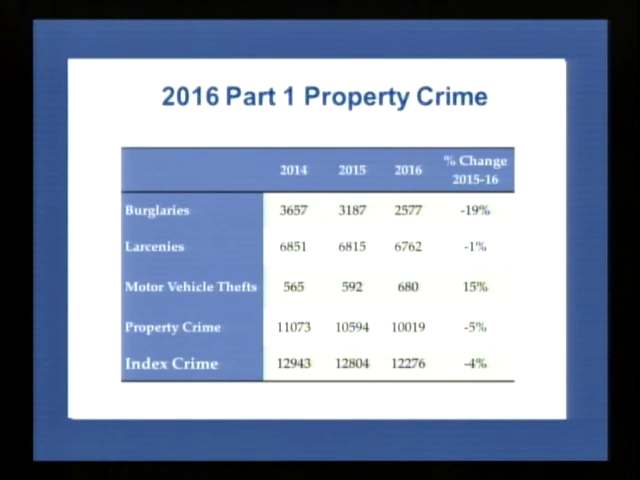 2016 Part 1 Property Crime
2014 2015 2016 % Change 2015-16
Burglaries 3657 3187 2577 -19%
Larcenies 6851 6815 6762 -1%
Motor Vehicle Thefts 565 592 680 15%
Property Crime 11073 10594 10019 -5%
Index Crime 12943 12804 12276 -4%